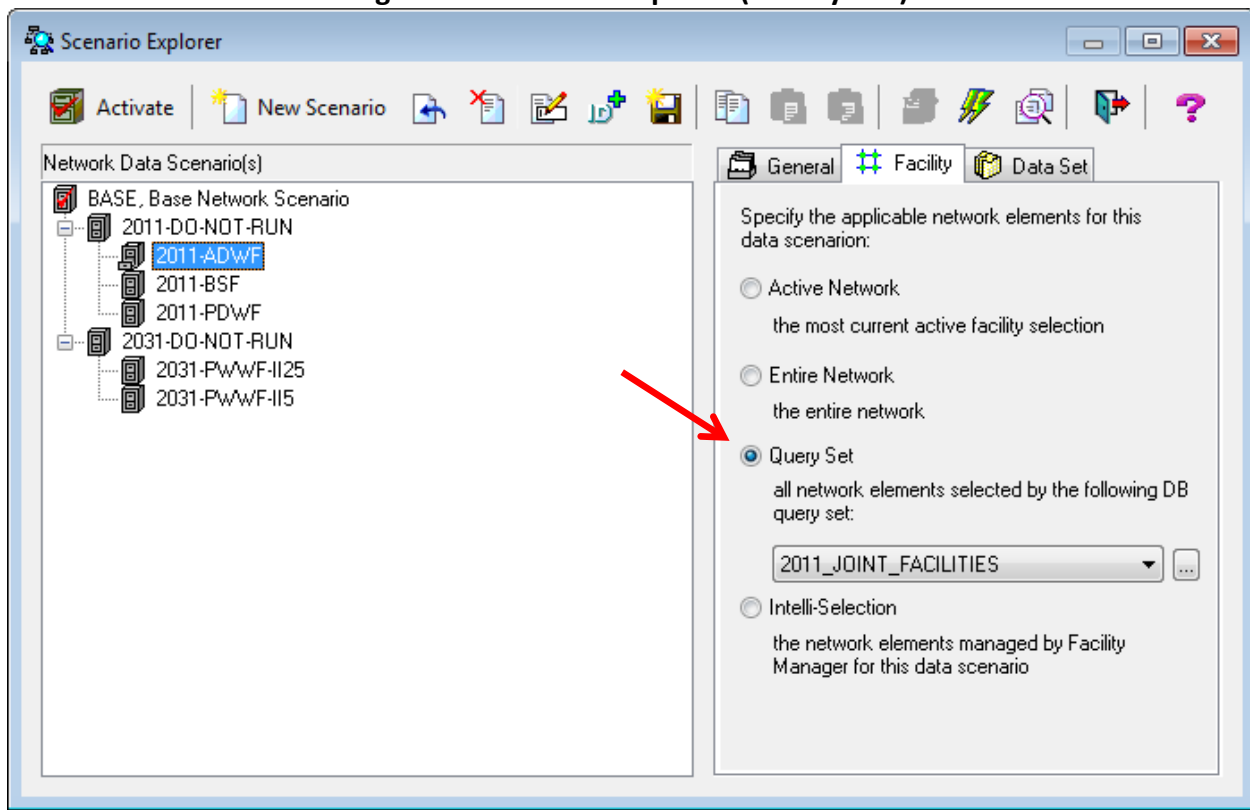 Scenario Explorer
Activate
New Scenario
Network Data Scenario(s)
BASE, Base Network Scenario
2011-DO-NOT-RUN
2011-ADWF
2011-BSF
2011-PDWF
2031-DO-NOT-RUN
2031-PWWF-II25
2031-PWWF-II5
General
Facility
Data Set
Specify the applicable network elements for this
data scenarion:
Active Network
the most current active facility selection
Entire Network
the entire network
Query Set
all network elements selected by the following DB
query set:
2011_JOINT_FACILITIES
...
Intelli-Selection
the network elements managed by Facility
Manager for this data scenario